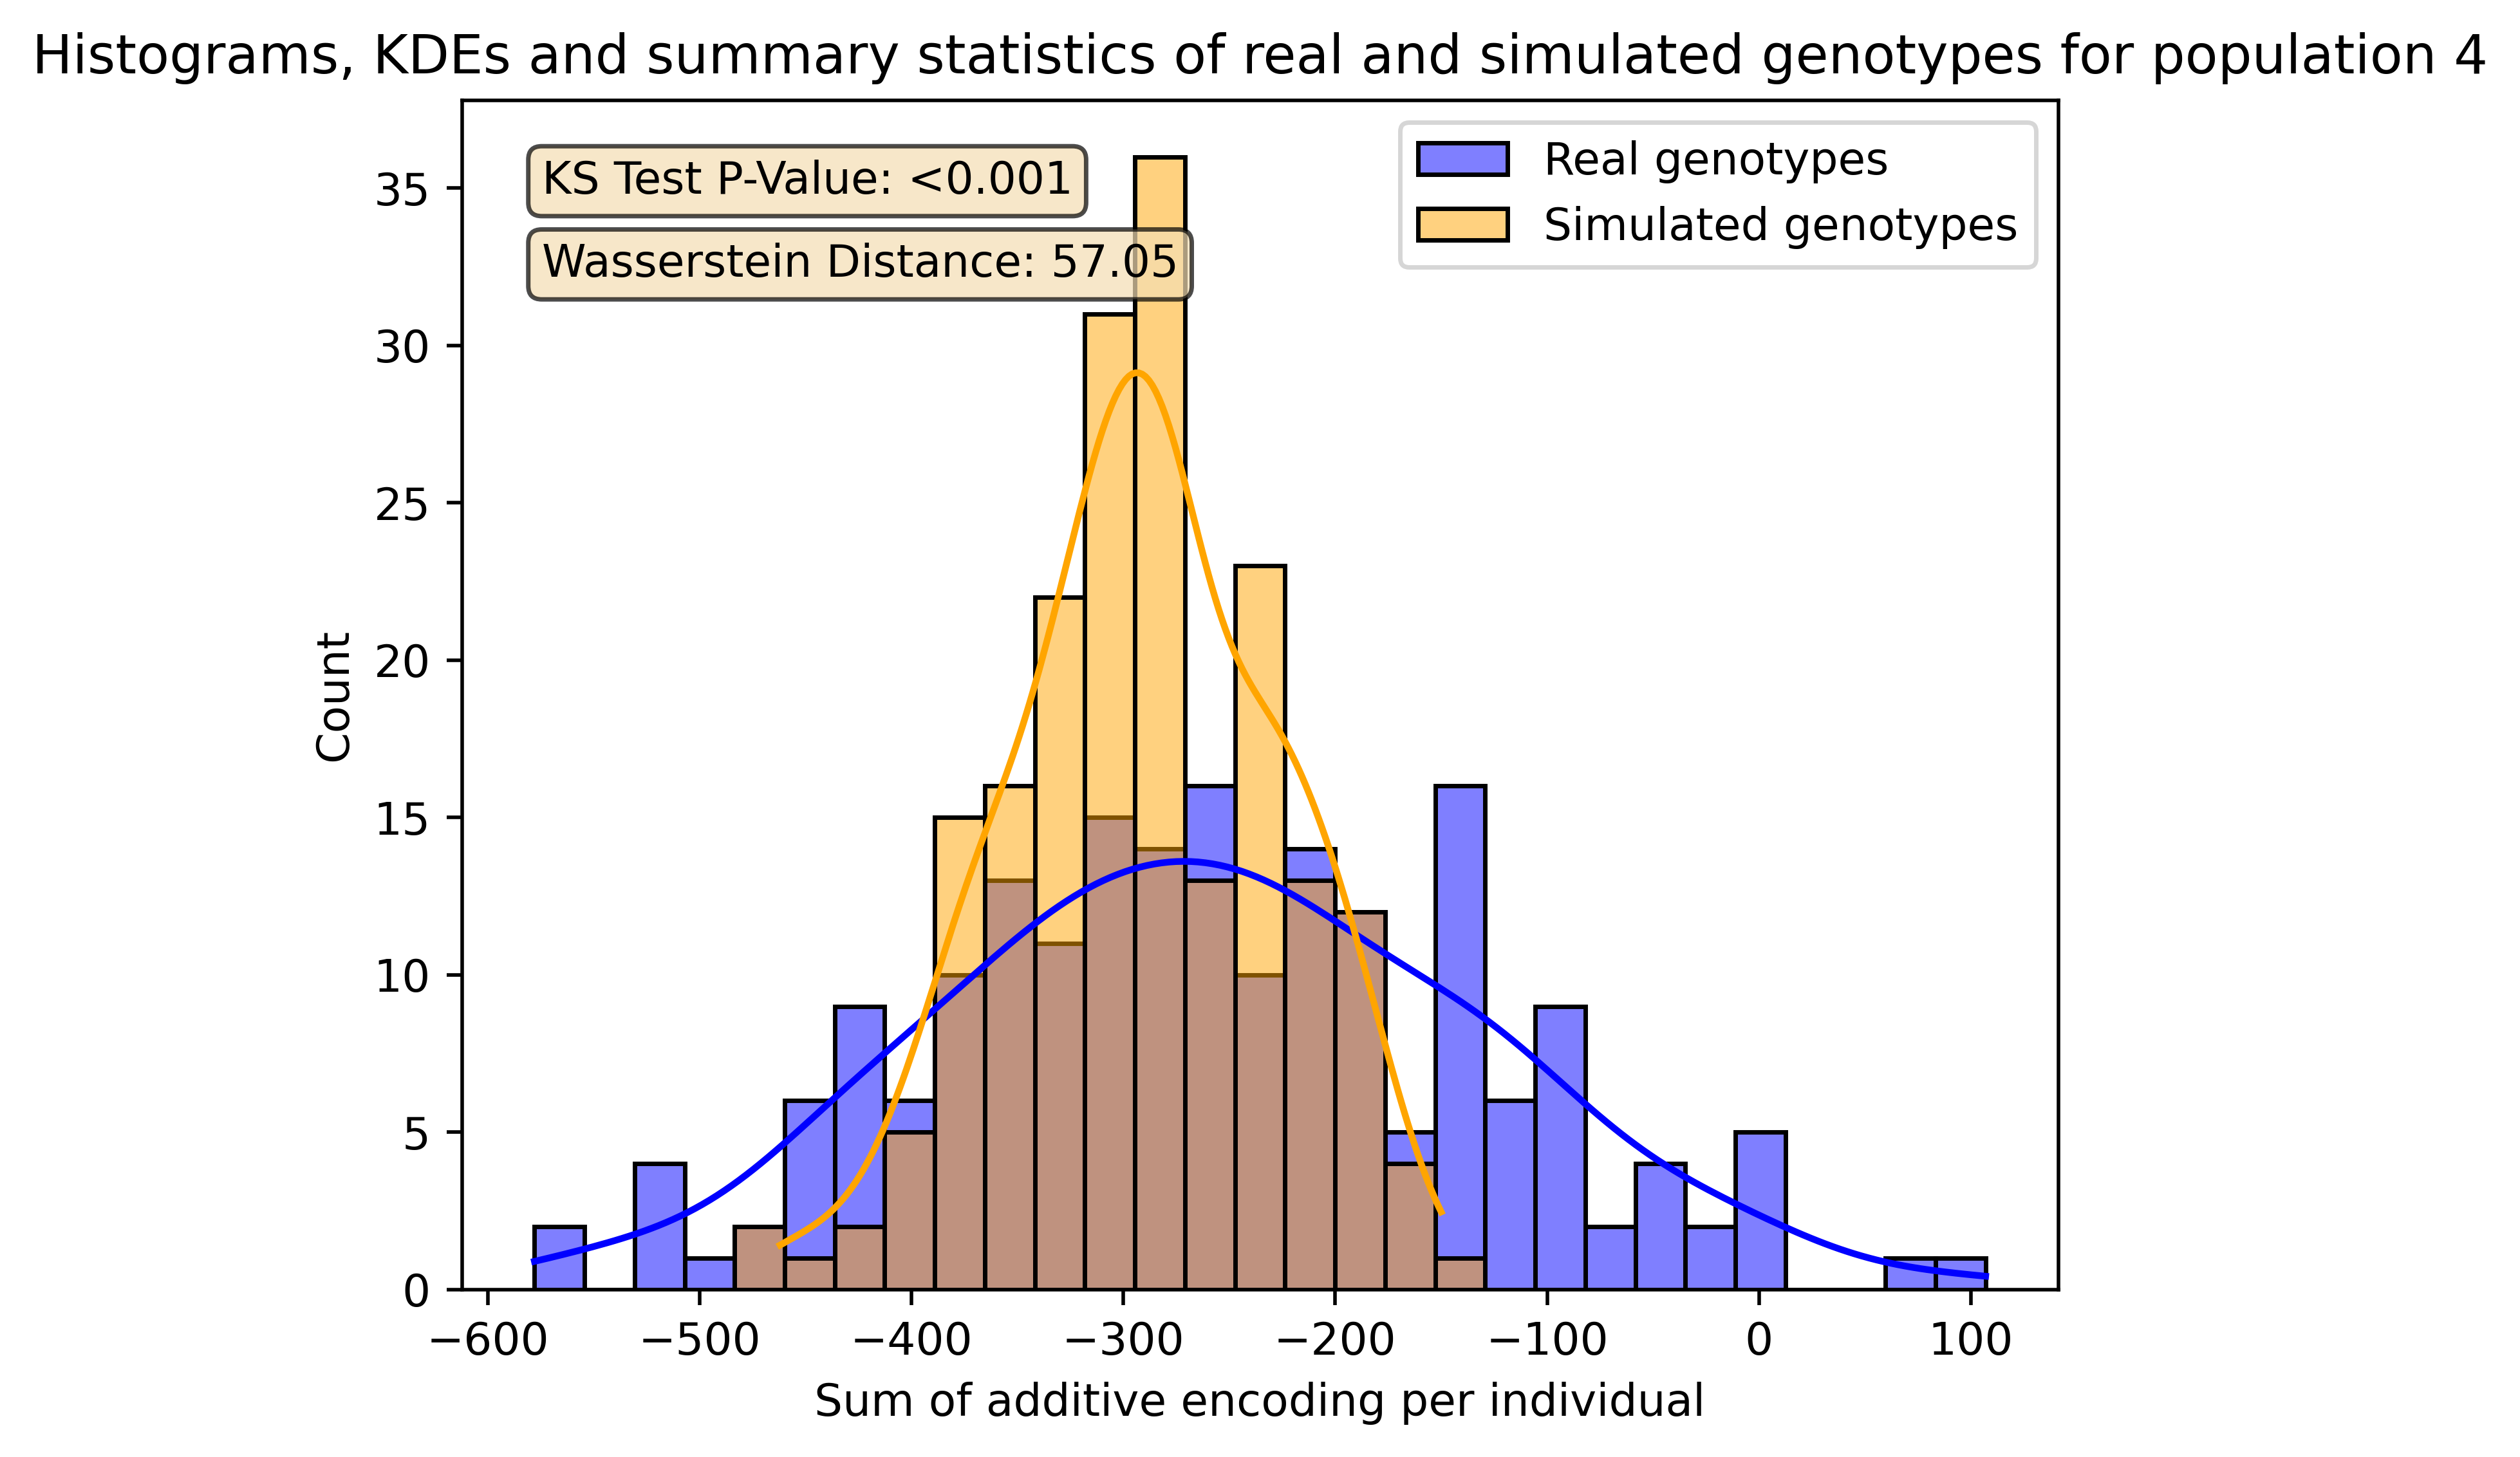 Histograms, KDEs and summary statistics of real and simulated genotypes for population 4
KS Test P-Value: <0.001
Wasserstein Distance: 57.05
Real genotypes
Simulated genotypes
35
30
25
20
15
10
5
0
Count
−600 −500 −400 −300 −200 −100 0 100
Sum of additive encoding per individual